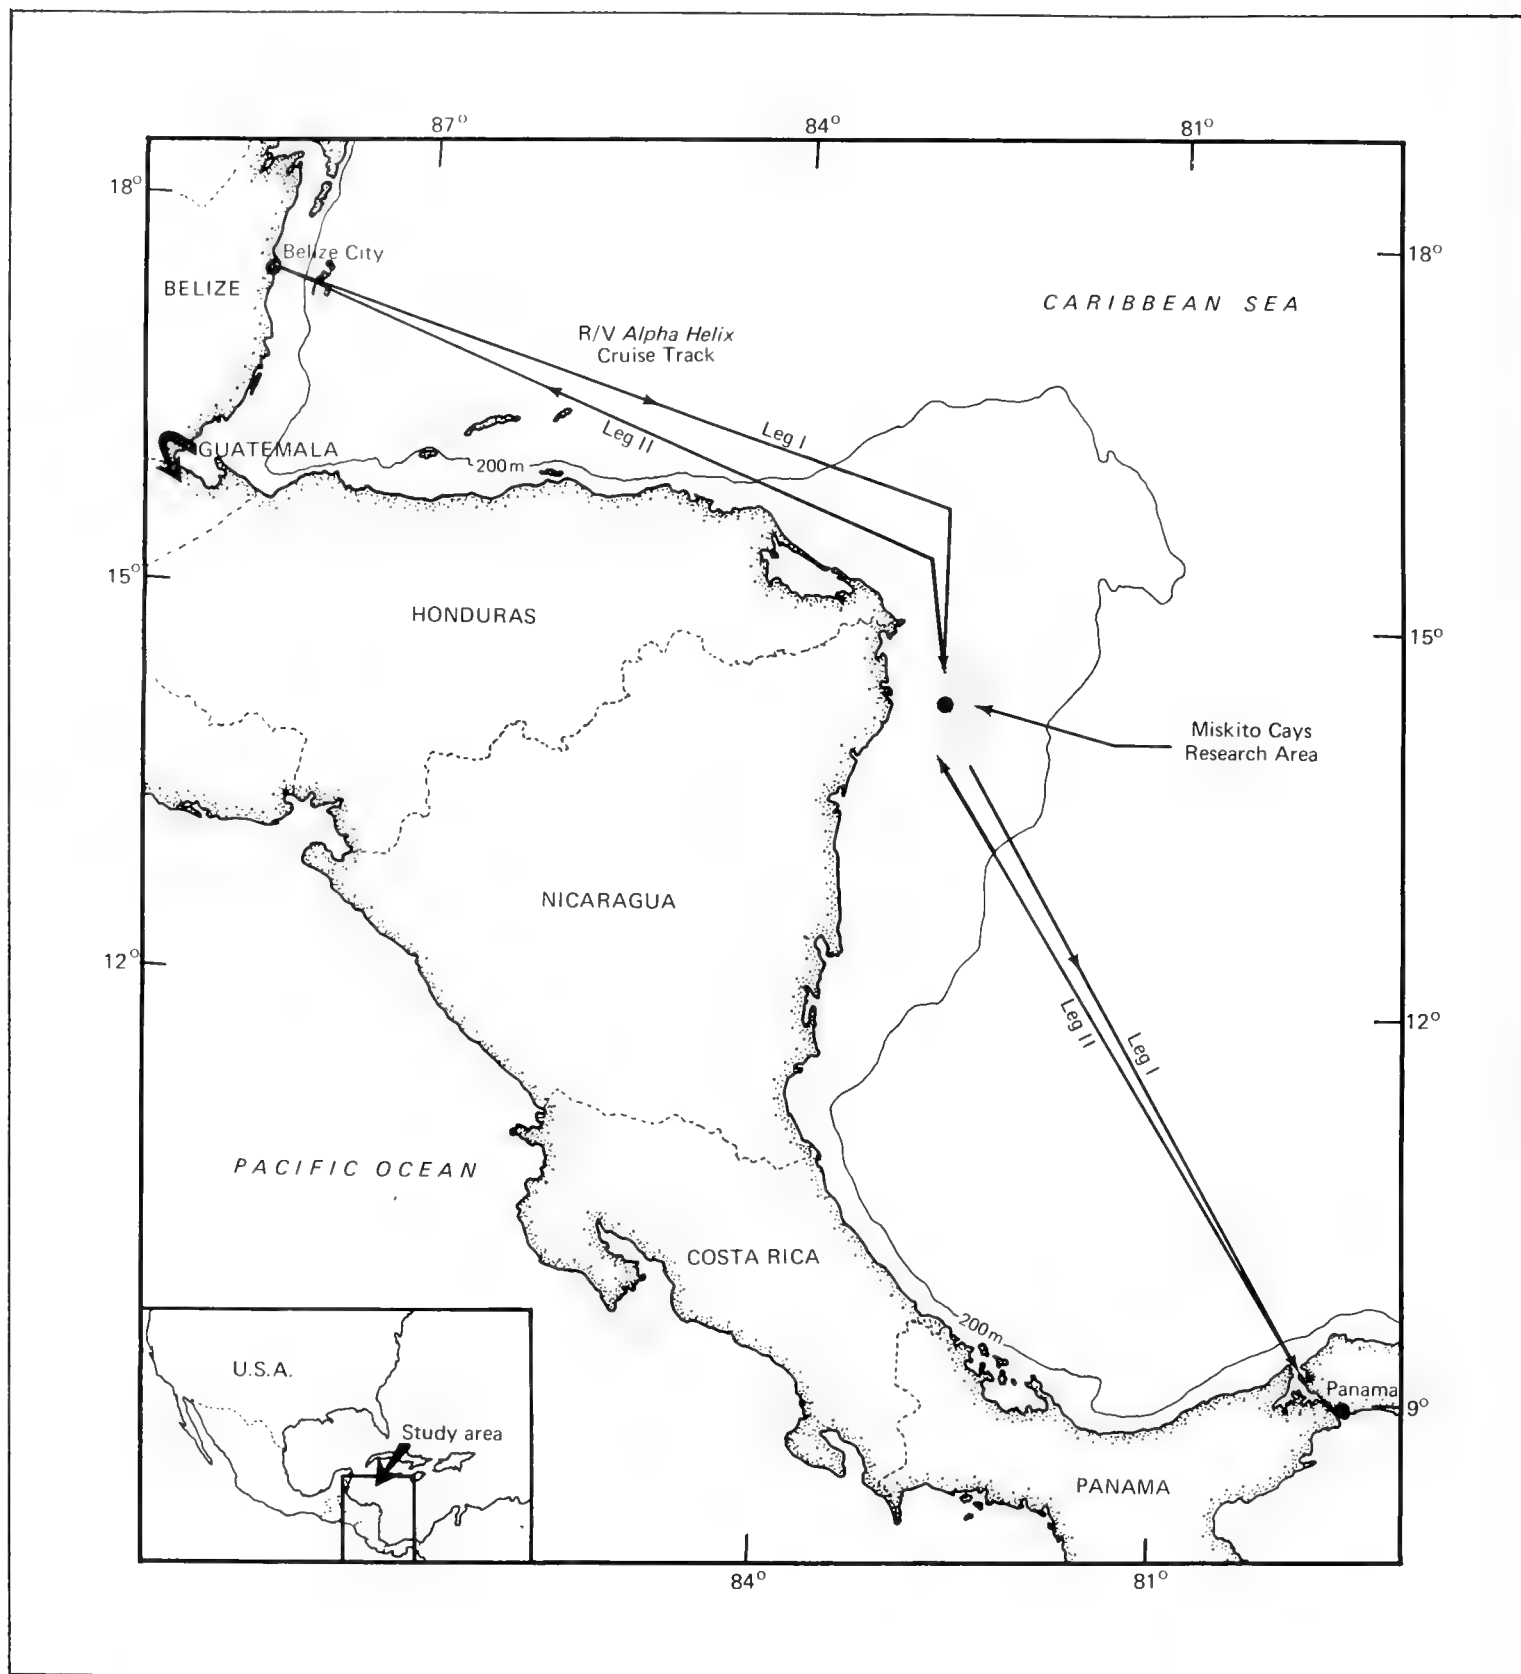 87°
84°
81°
18°
18°
Belize City
BELIZE
CARIBBEAN SEA
R/V Alpha Helix
Cruise Track
Leg I
Leg II
GUATEMALA
200 m
15°
15°
HONDURAS
Miskito Cays
Research Area
NICARAGUA
12°
12°
Leg II
Leg I
PACIFIC OCEAN
COSTA RICA
200 m
U.S.A.
Panama
9°
Study area
PANAMA
84°
81°